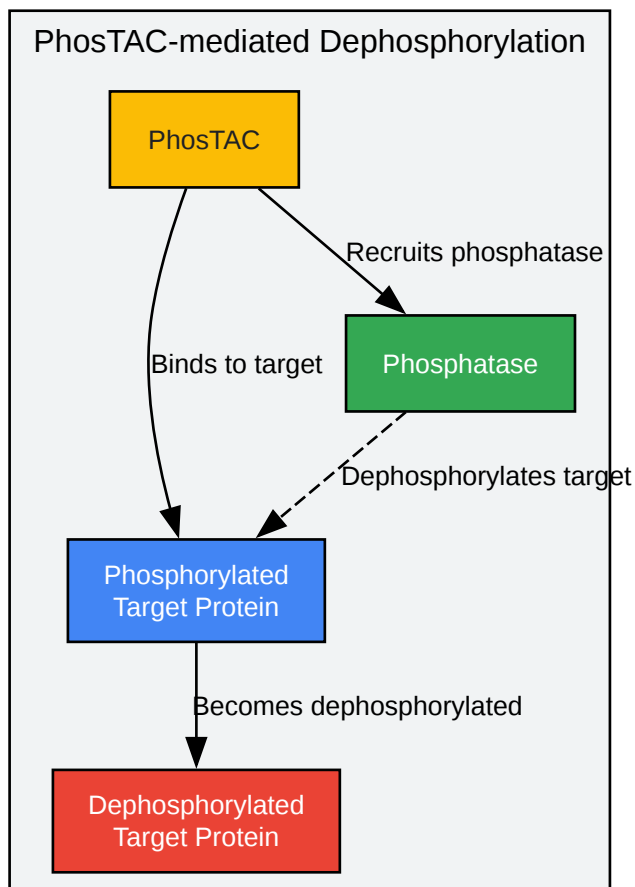 PhosTAC-mediated Dephosphorylation
PhosTAC
Recruits phosphatase
Binds to target
Phosphatase
Dephosphorylates target
Phosphorylated
Target Protein
Becomes dephosphorylated
Dephosphorylated
Target Protein